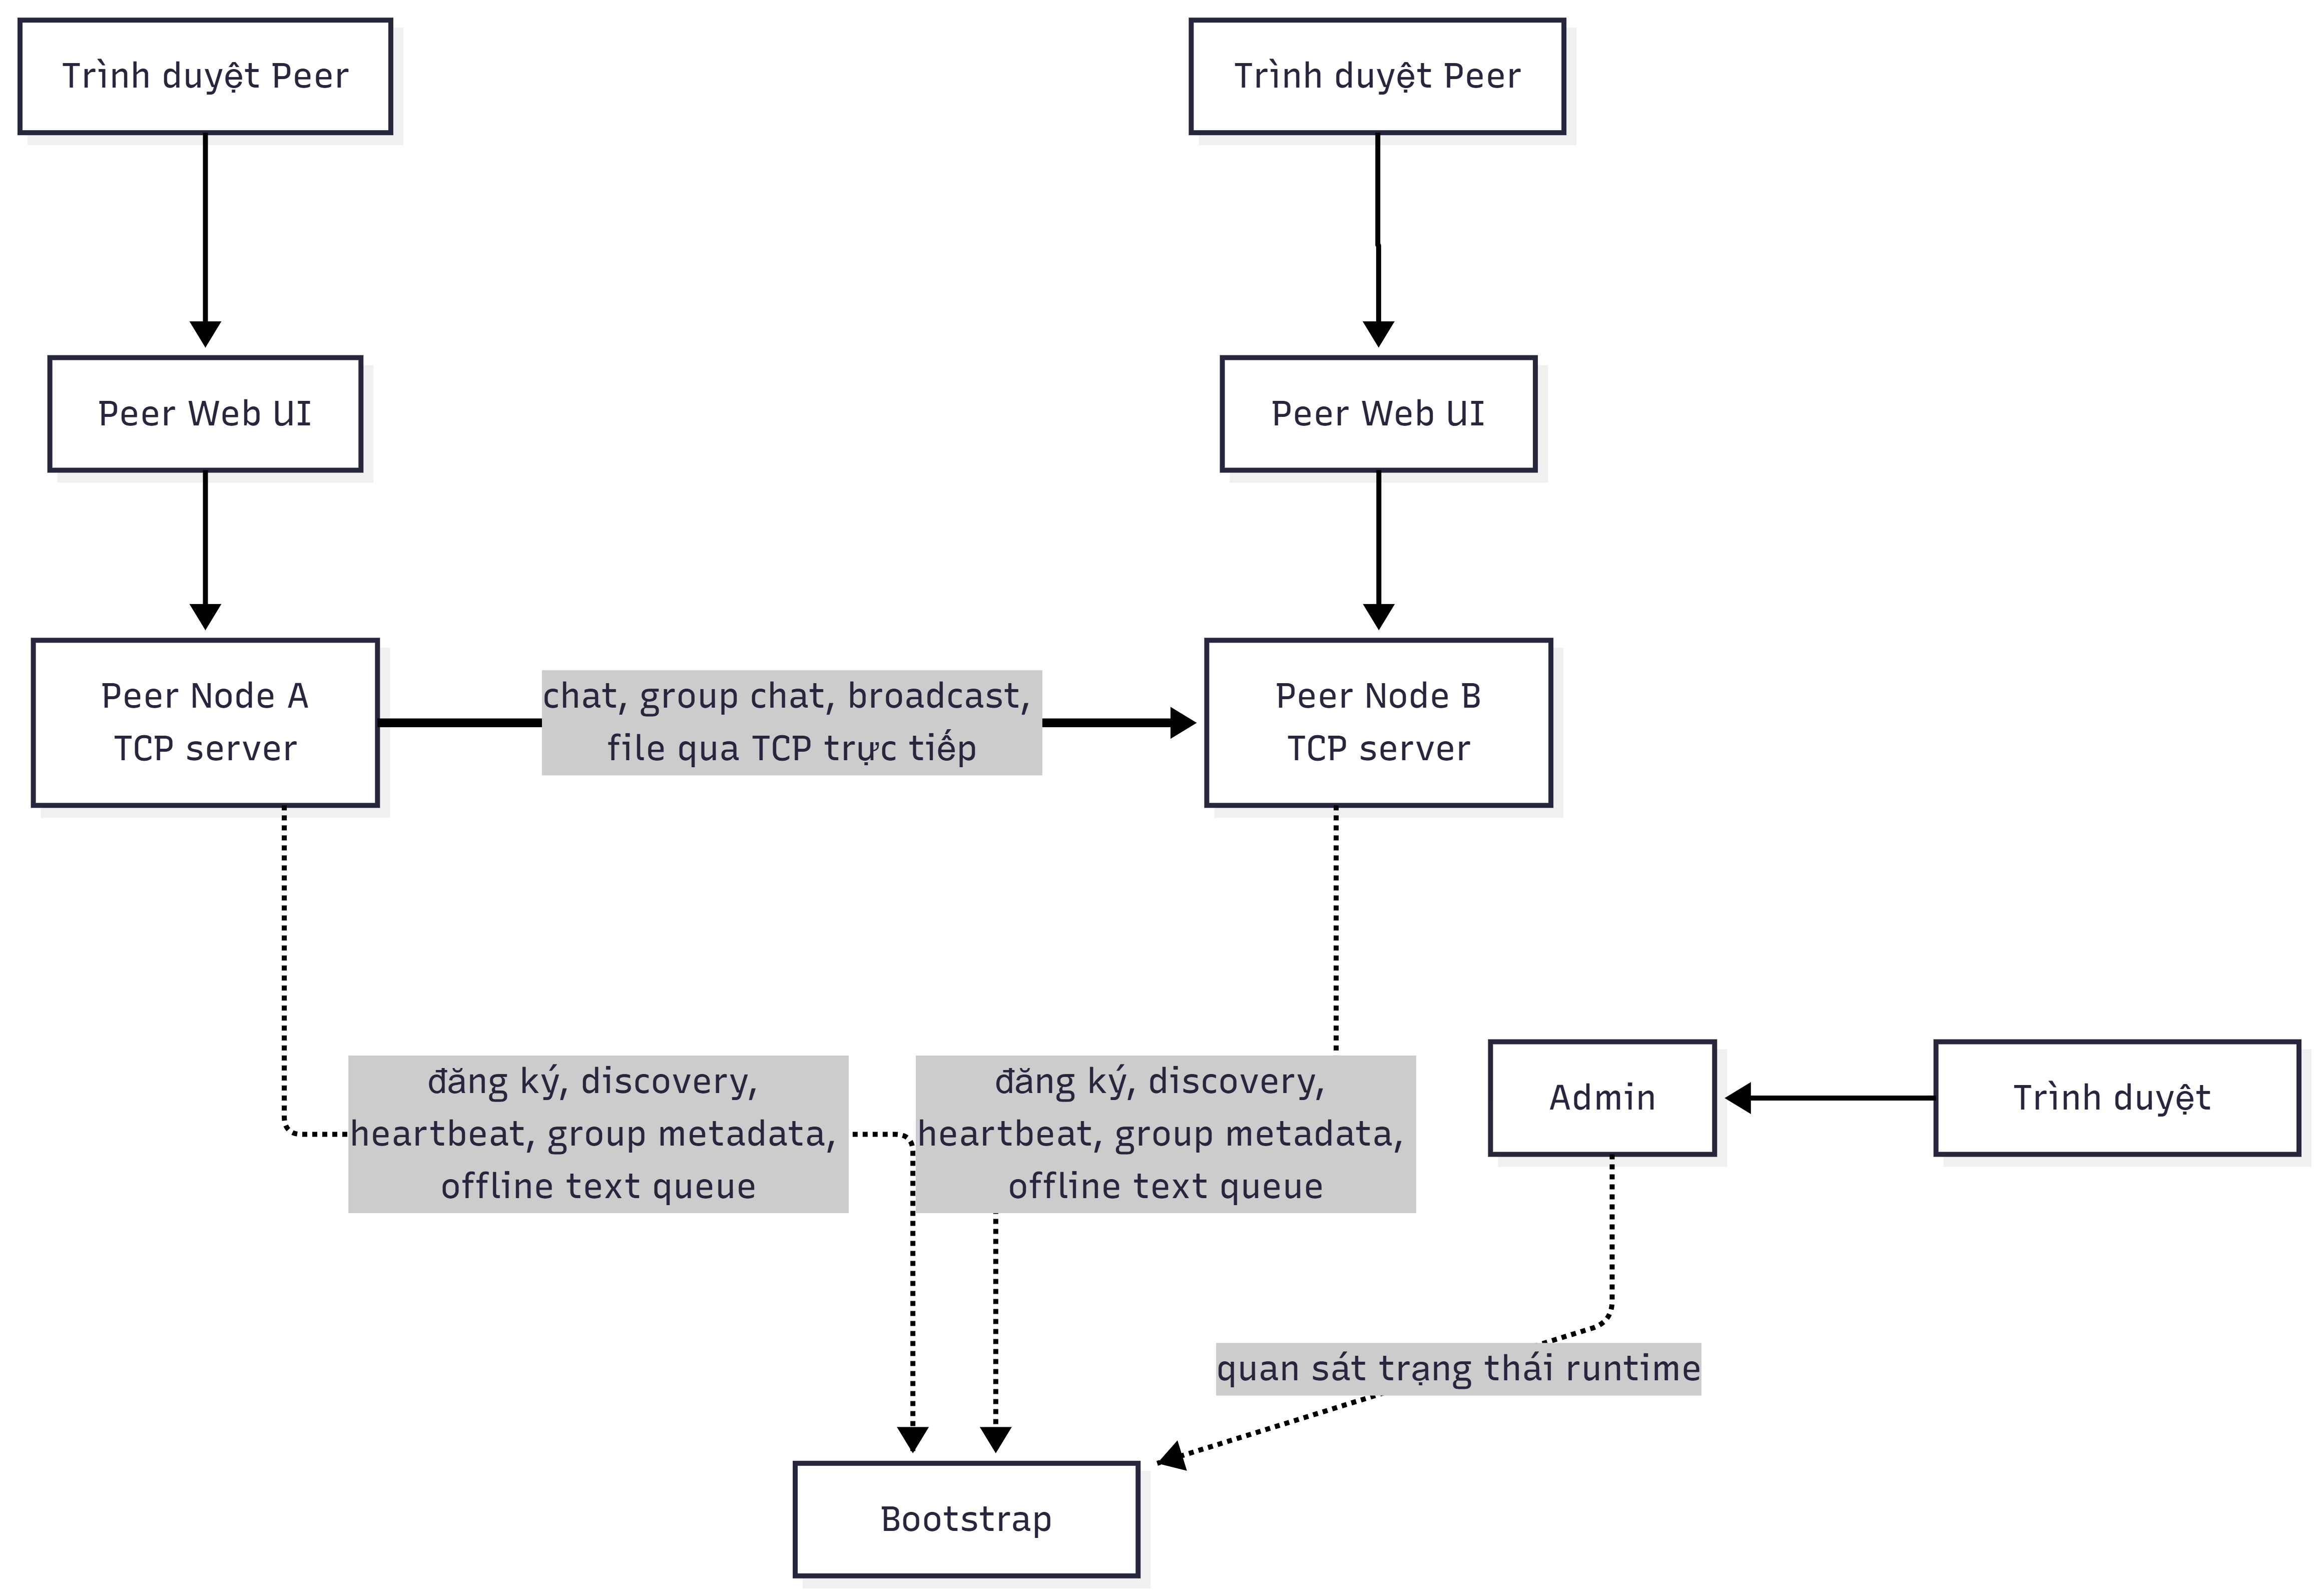 Trình duyệt Peer
Trình duyệt Peer
Peer Web UI
Peer Web UI
Peer Node A
TCP server
chat, group chat, broadcast,
file qua TCP trực tiếp
Peer Node B
TCP server
đăng ký, discovery,
heartbeat, group metadata,
offline text queue
đăng ký, discovery,
heartbeat, group metadata,
offline text queue
Admin
Trình duyệt
quan sát trạng thái runtime
Bootstrap